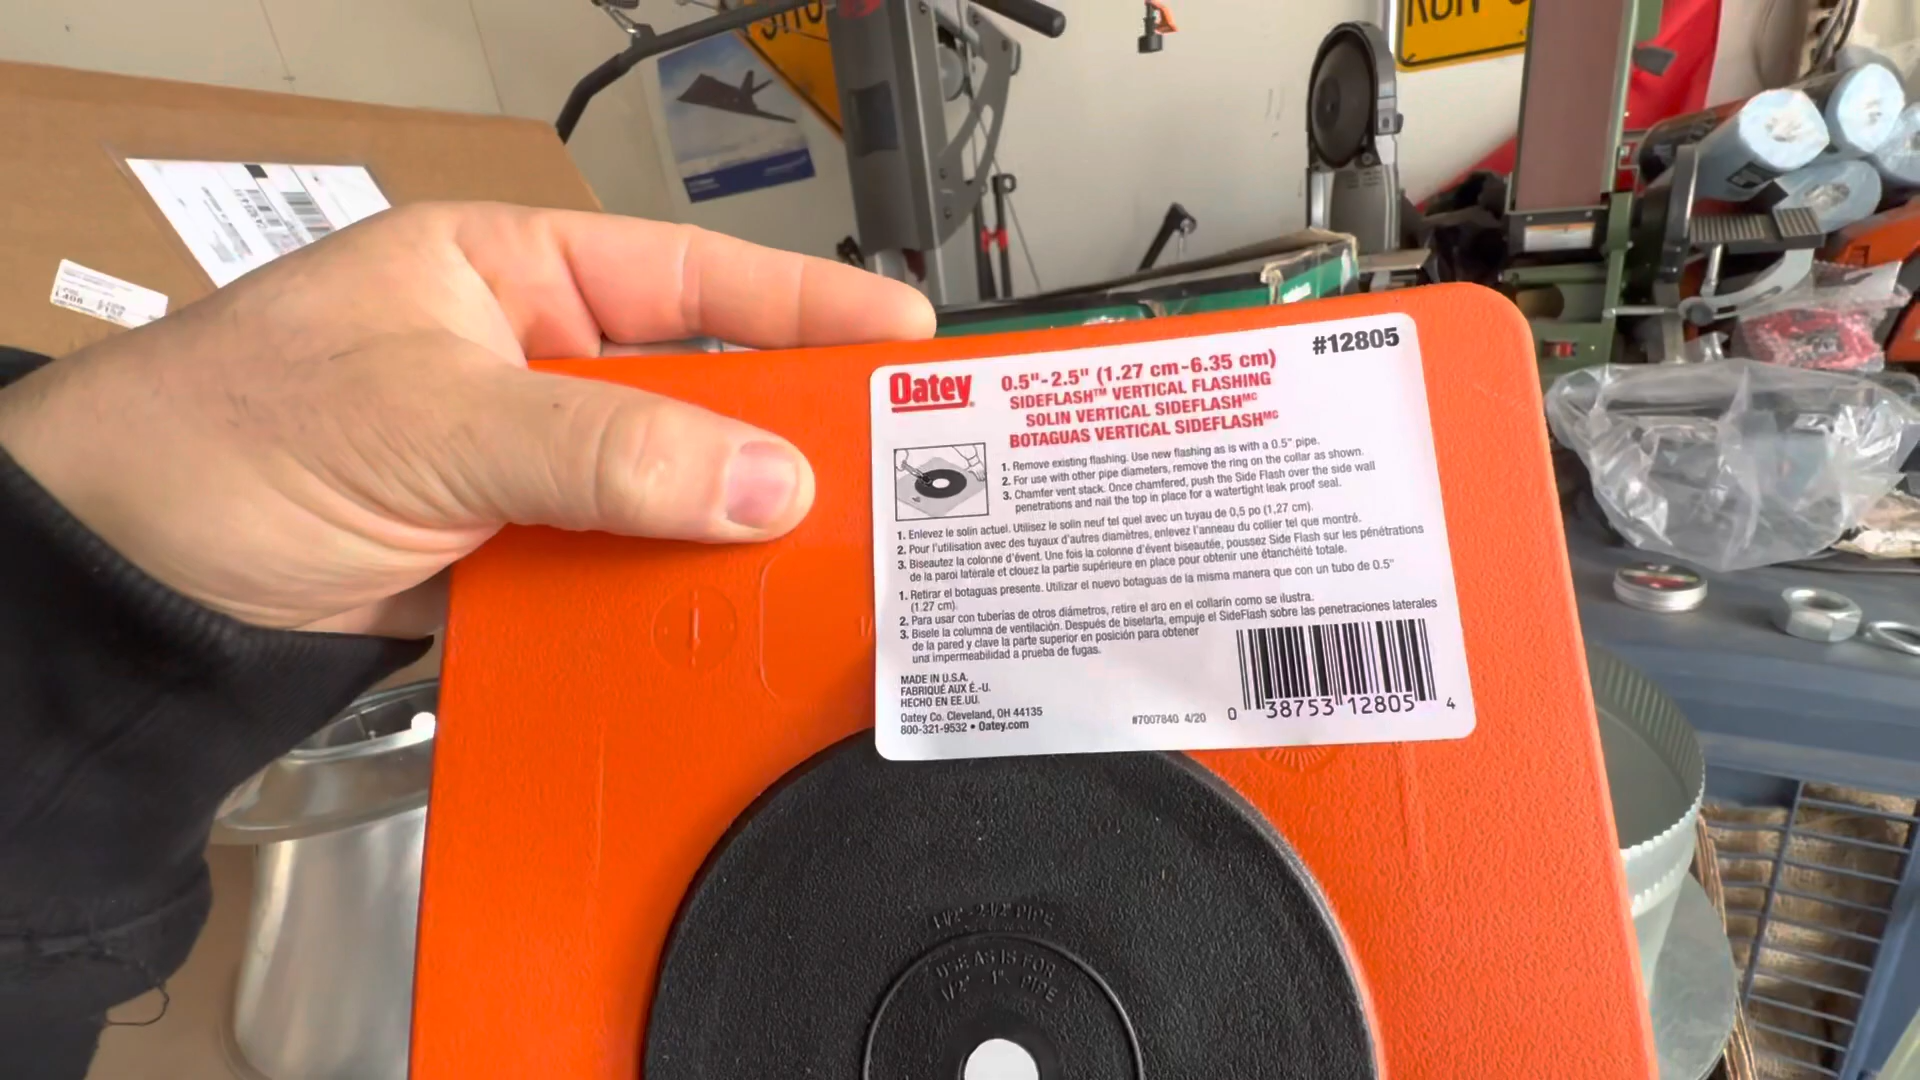 RUN
Oatey
#12805
0.5"-2.5" (1.27 cm-6.35 cm)
SIDEFLASH™ VERTICAL FLASHING
SOLIN VERTICAL SIDEFLASHᴹᶜ
BOTAGUAS VERTICAL SIDEFLASHᴹᶜ
1. Remove existing flashing. Use new flashing as is with a 0.5" pipe.
2. For use with other pipe diameters, remove the ring on the collar as shown.
3. Chamfer vent stack. Once chamfered, push the Side Flash over the side wall
penetrations and nail the top in place for a watertight leak proof seal.
1. Enlevez le solin actuel. Utilisez le solin neuf tel quel avec un tuyau de 0,5 po (1,27 cm).
2. Pour l'utilisation avec des tuyaux d'autres diamètres, enlevez l'anneau du collier tel que montré.
3. Biseautez la colonne d'évent. Une fois la colonne d'évent biseautée, poussez Side Flash sur les pénétrations
de la paroi latérale et clouez la partie supérieure en place pour obtenir une étanchéité totale.
1. Retirar el botaguas presente. Utilizar el nuevo botaguas de la misma manera que con un tubo de 0.5"
(1.27 cm).
2. Para usar con tuberías de otros diámetros, retire el aro en el collarín como se ilustra.
3. Bisele la columna de ventilación. Después de biselarla, empuje el SideFlash sobre las penetraciones laterales
de la pared y clave la parte superior en posición para obtener
una impermeabilidad a prueba de fugas.
MADE IN U.S.A.
FABRIQUÉ AUX É.-U.
HECHO EN EE.UU.
Oatey Co. Cleveland, OH 44135
800-321-9532 • Oatey.com
#7007840 4/20
0 38753 12805 4
1-1/2" - 2-1/2" PIPE
USE AS IS FOR
1/2" - 1" PIPE